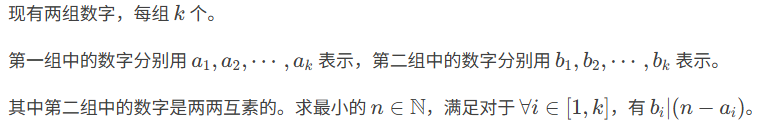 现有两组数字，每组 k 个。
第一组中的数字分别用 a₁, a₂, ⋯, aₖ 表示，第二组中的数字分别用 b₁, b₂, ⋯, bₖ 表示。
其中第二组中的数字是两两互素的。求最小的 n ∈ ℕ，满足对于 ∀i ∈ [1, k]，有 bᵢ|(n − aᵢ)。